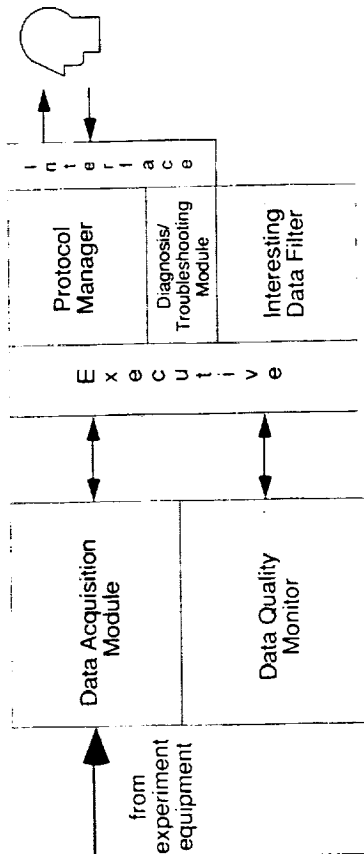 from
experiment
equipment
Data Acquisition
Module
Data Quality
Monitor
Executive
Protocol
Manager
Diagnosis/
Troubleshooting
Module
Interesting
Data Filter
Interface